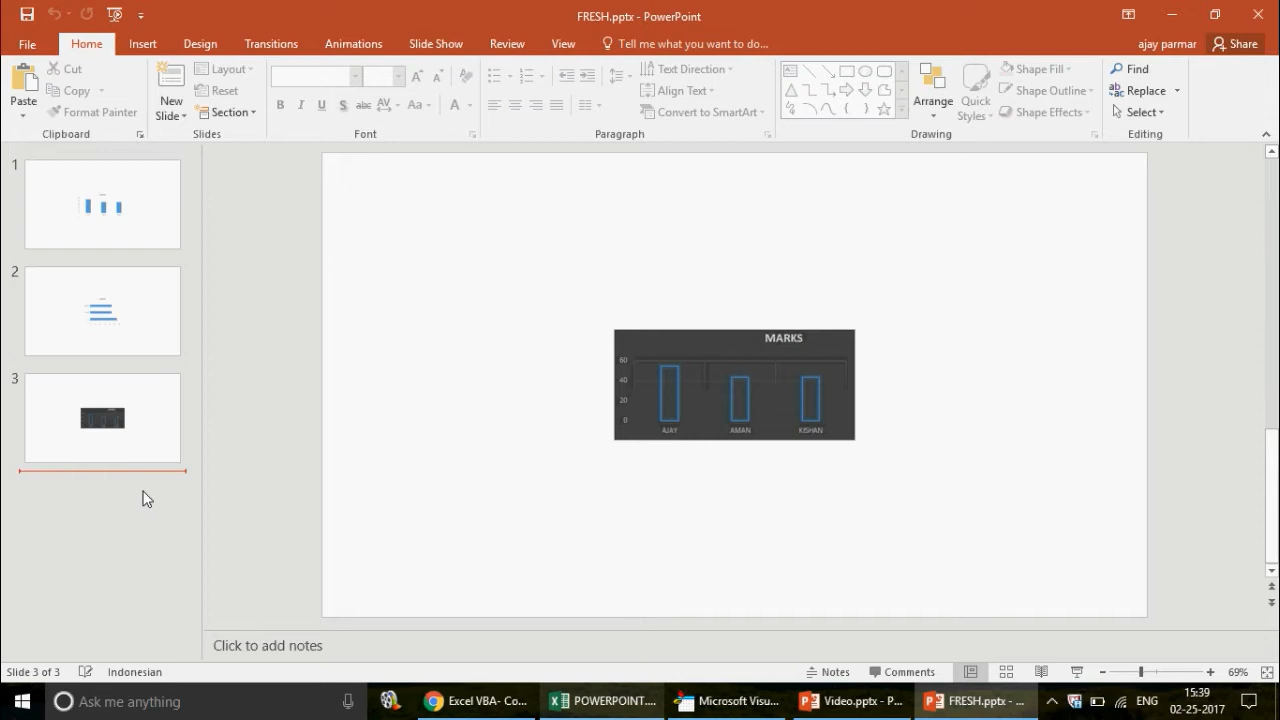 FRESH.pptx - PowerPoint
File Home Insert Design Transitions Animations Slide Show Review View Tell me what you want to do... ajay parmar Share
Paste Cut Copy Format Painter Clipboard
New Slide Layout Reset Section Slides
B I U S abc AV Aa A Font
Text Direction Align Text Convert to SmartArt Paragraph
Arrange Quick Styles Shape Fill Shape Outline Shape Effects Drawing
Find Replace Select Editing
1
2
3
MARKS
60
40
20
0
AJAY AMAN KISHAN
Click to add notes
Slide 3 of 3 Indonesian Notes Comments 69%
Ask me anything Excel VBA- Co... POWERPOINT.... Microsoft Visu... Video.pptx - P... FRESH.pptx - ... ENG 15:39
02-25-2017